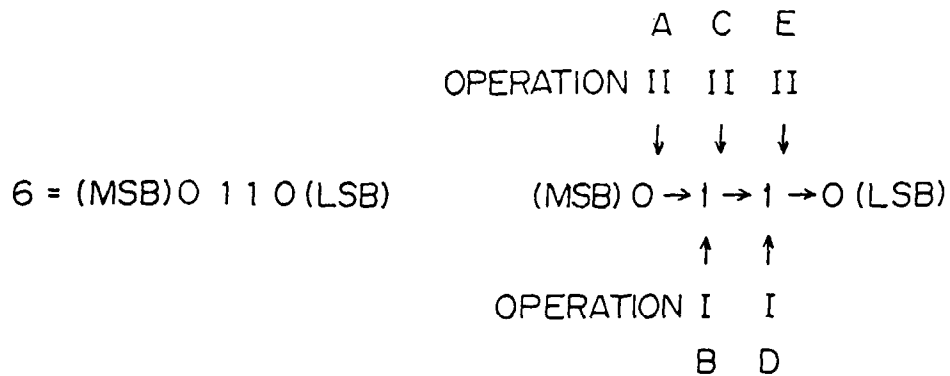 A C E
OPERATION II II II
↓ ↓ ↓
6 = (MSB) 0 1 1 0 (LSB)
(MSB) 0 → 1 → 1 → 0 (LSB)
↑ ↑
OPERATION I I
B D